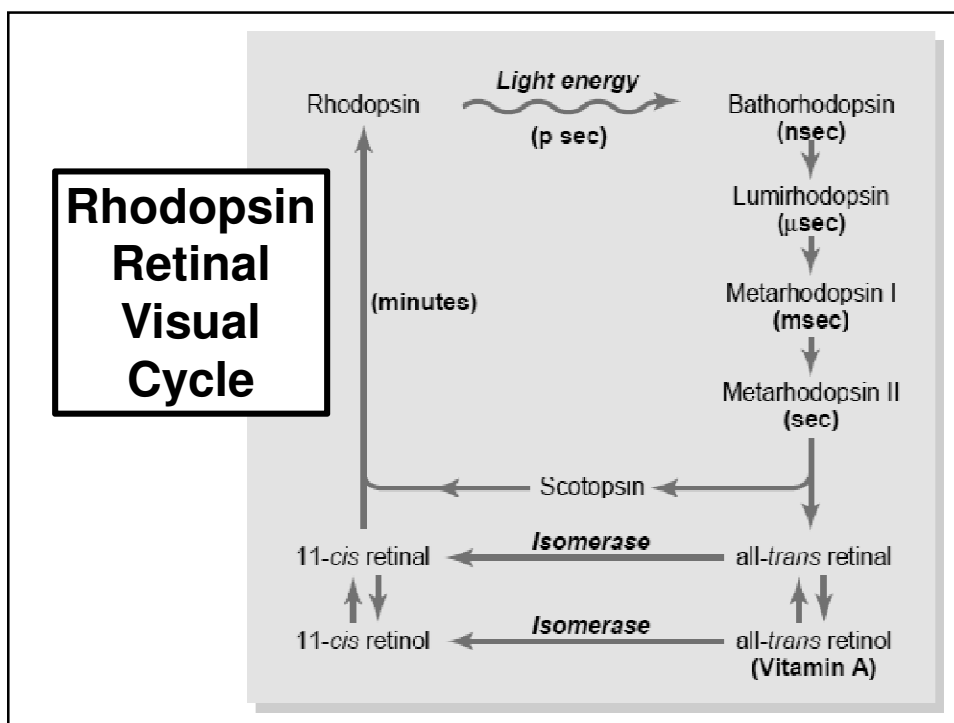 Light energy
Rhodopsin
(p sec)
Bathorhodopsin
(nsec)
Lumirhodopsin
(μsec)
Rhodopsin
Retinal
Visual
Cycle
(minutes)
Metarhodopsin I
(msec)
Metarhodopsin II
(sec)
Scotopsin
11-cis retinal
Isomerase
all-trans retinal
11-cis retinol
Isomerase
all-trans retinol
(Vitamin A)